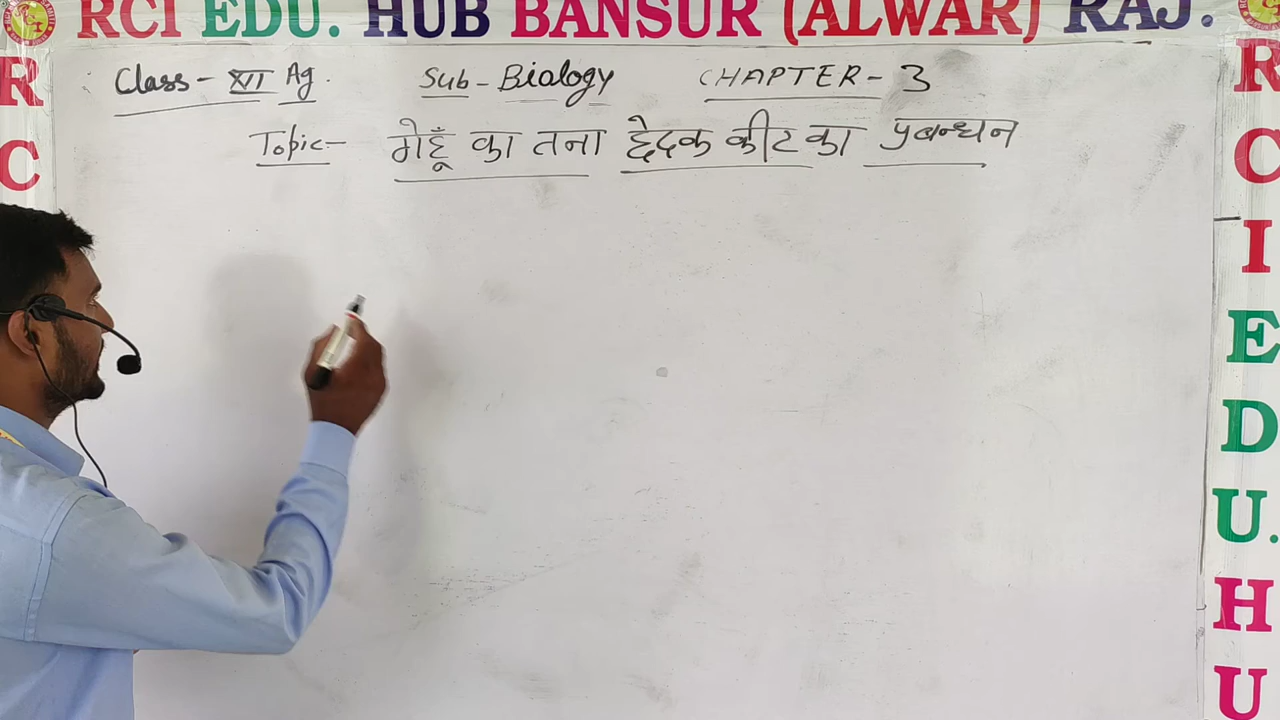 RCI EDU. HUB BANSUR (ALWAR) RAJ.
Class - XII Ag. Sub - Biology CHAPTER - 3
Topic- गेहूँ का तना छेदक कीट का प्रबन्धन
R
C
R
C
I
E
D
U.
H
U